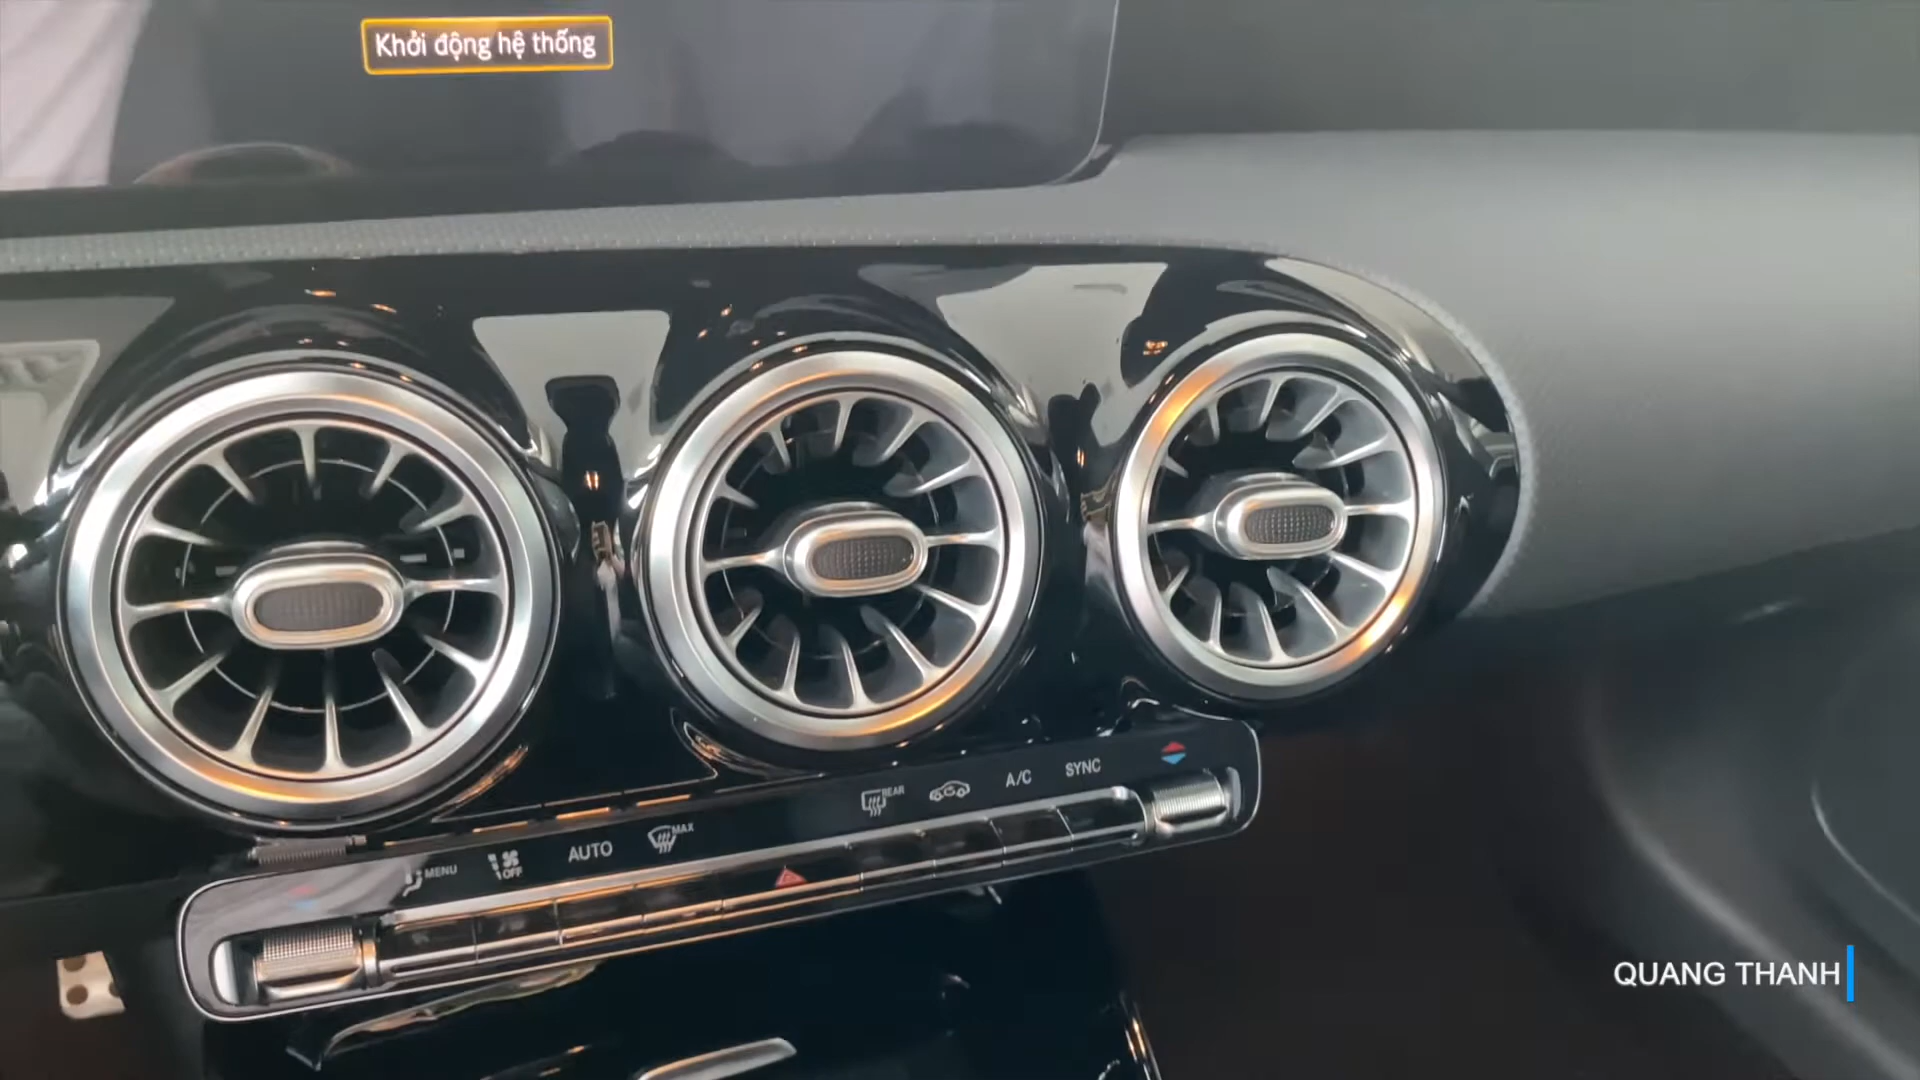 Khởi động hệ thống
REAR
A/C
SYNC
MENU
OFF
AUTO
MAX
QUANG THANH